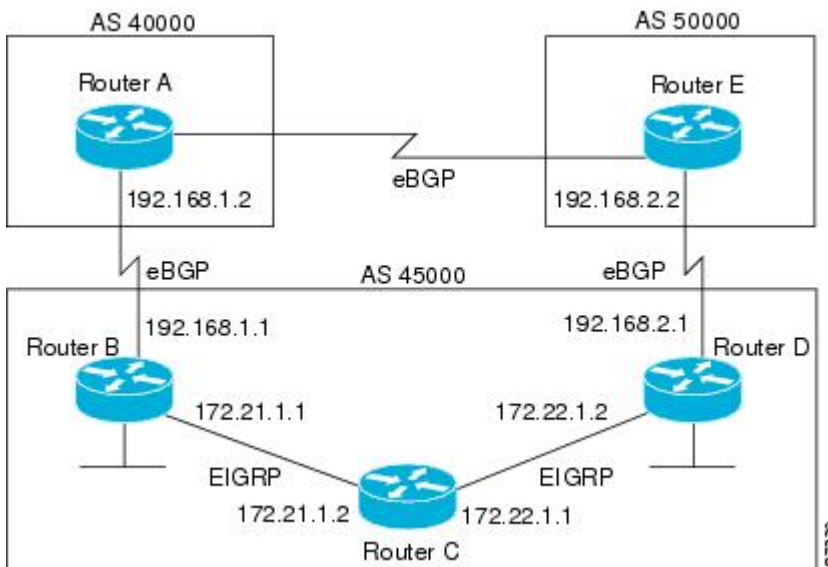 AS 40000
AS 50000
Router A
Router E
eBGP
192.168.1.2
192.168.2.2
eBGP
AS 45000
eBGP
192.168.1.1
192.168.2.1
Router B
Router D
172.21.1.1
172.22.1.2
EIGRP
EIGRP
172.21.1.2
172.22.1.1
Router C